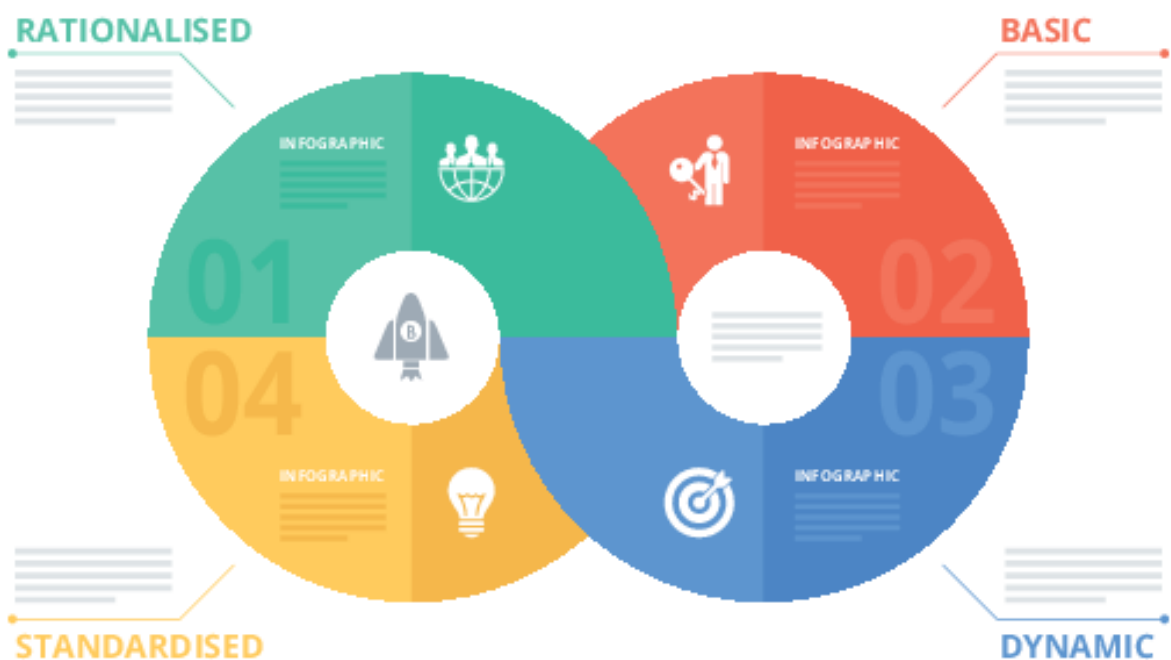 RATIONALISED
BASIC
INFOGRAPHIC
INFOGRAPHIC
01
02
B
04
03
INFOGRAPHIC
INFOGRAPHIC
STANDARDISED
DYNAMIC